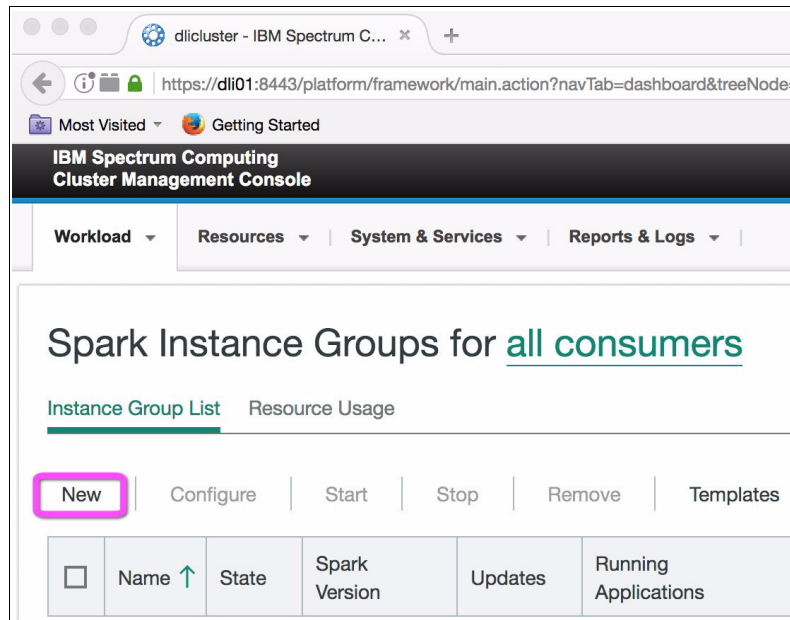 dlicluster - IBM Spectrum C...
https://dli01:8443/platform/framework/main.action?navTab=dashboard&treeNode=
Most Visited Getting Started
IBM Spectrum Computing
Cluster Management Console
Workload Resources System & Services Reports & Logs
Spark Instance Groups for all consumers
Instance Group List Resource Usage
New Configure Start Stop Remove Templates
Name State Spark Version Updates Running Applications